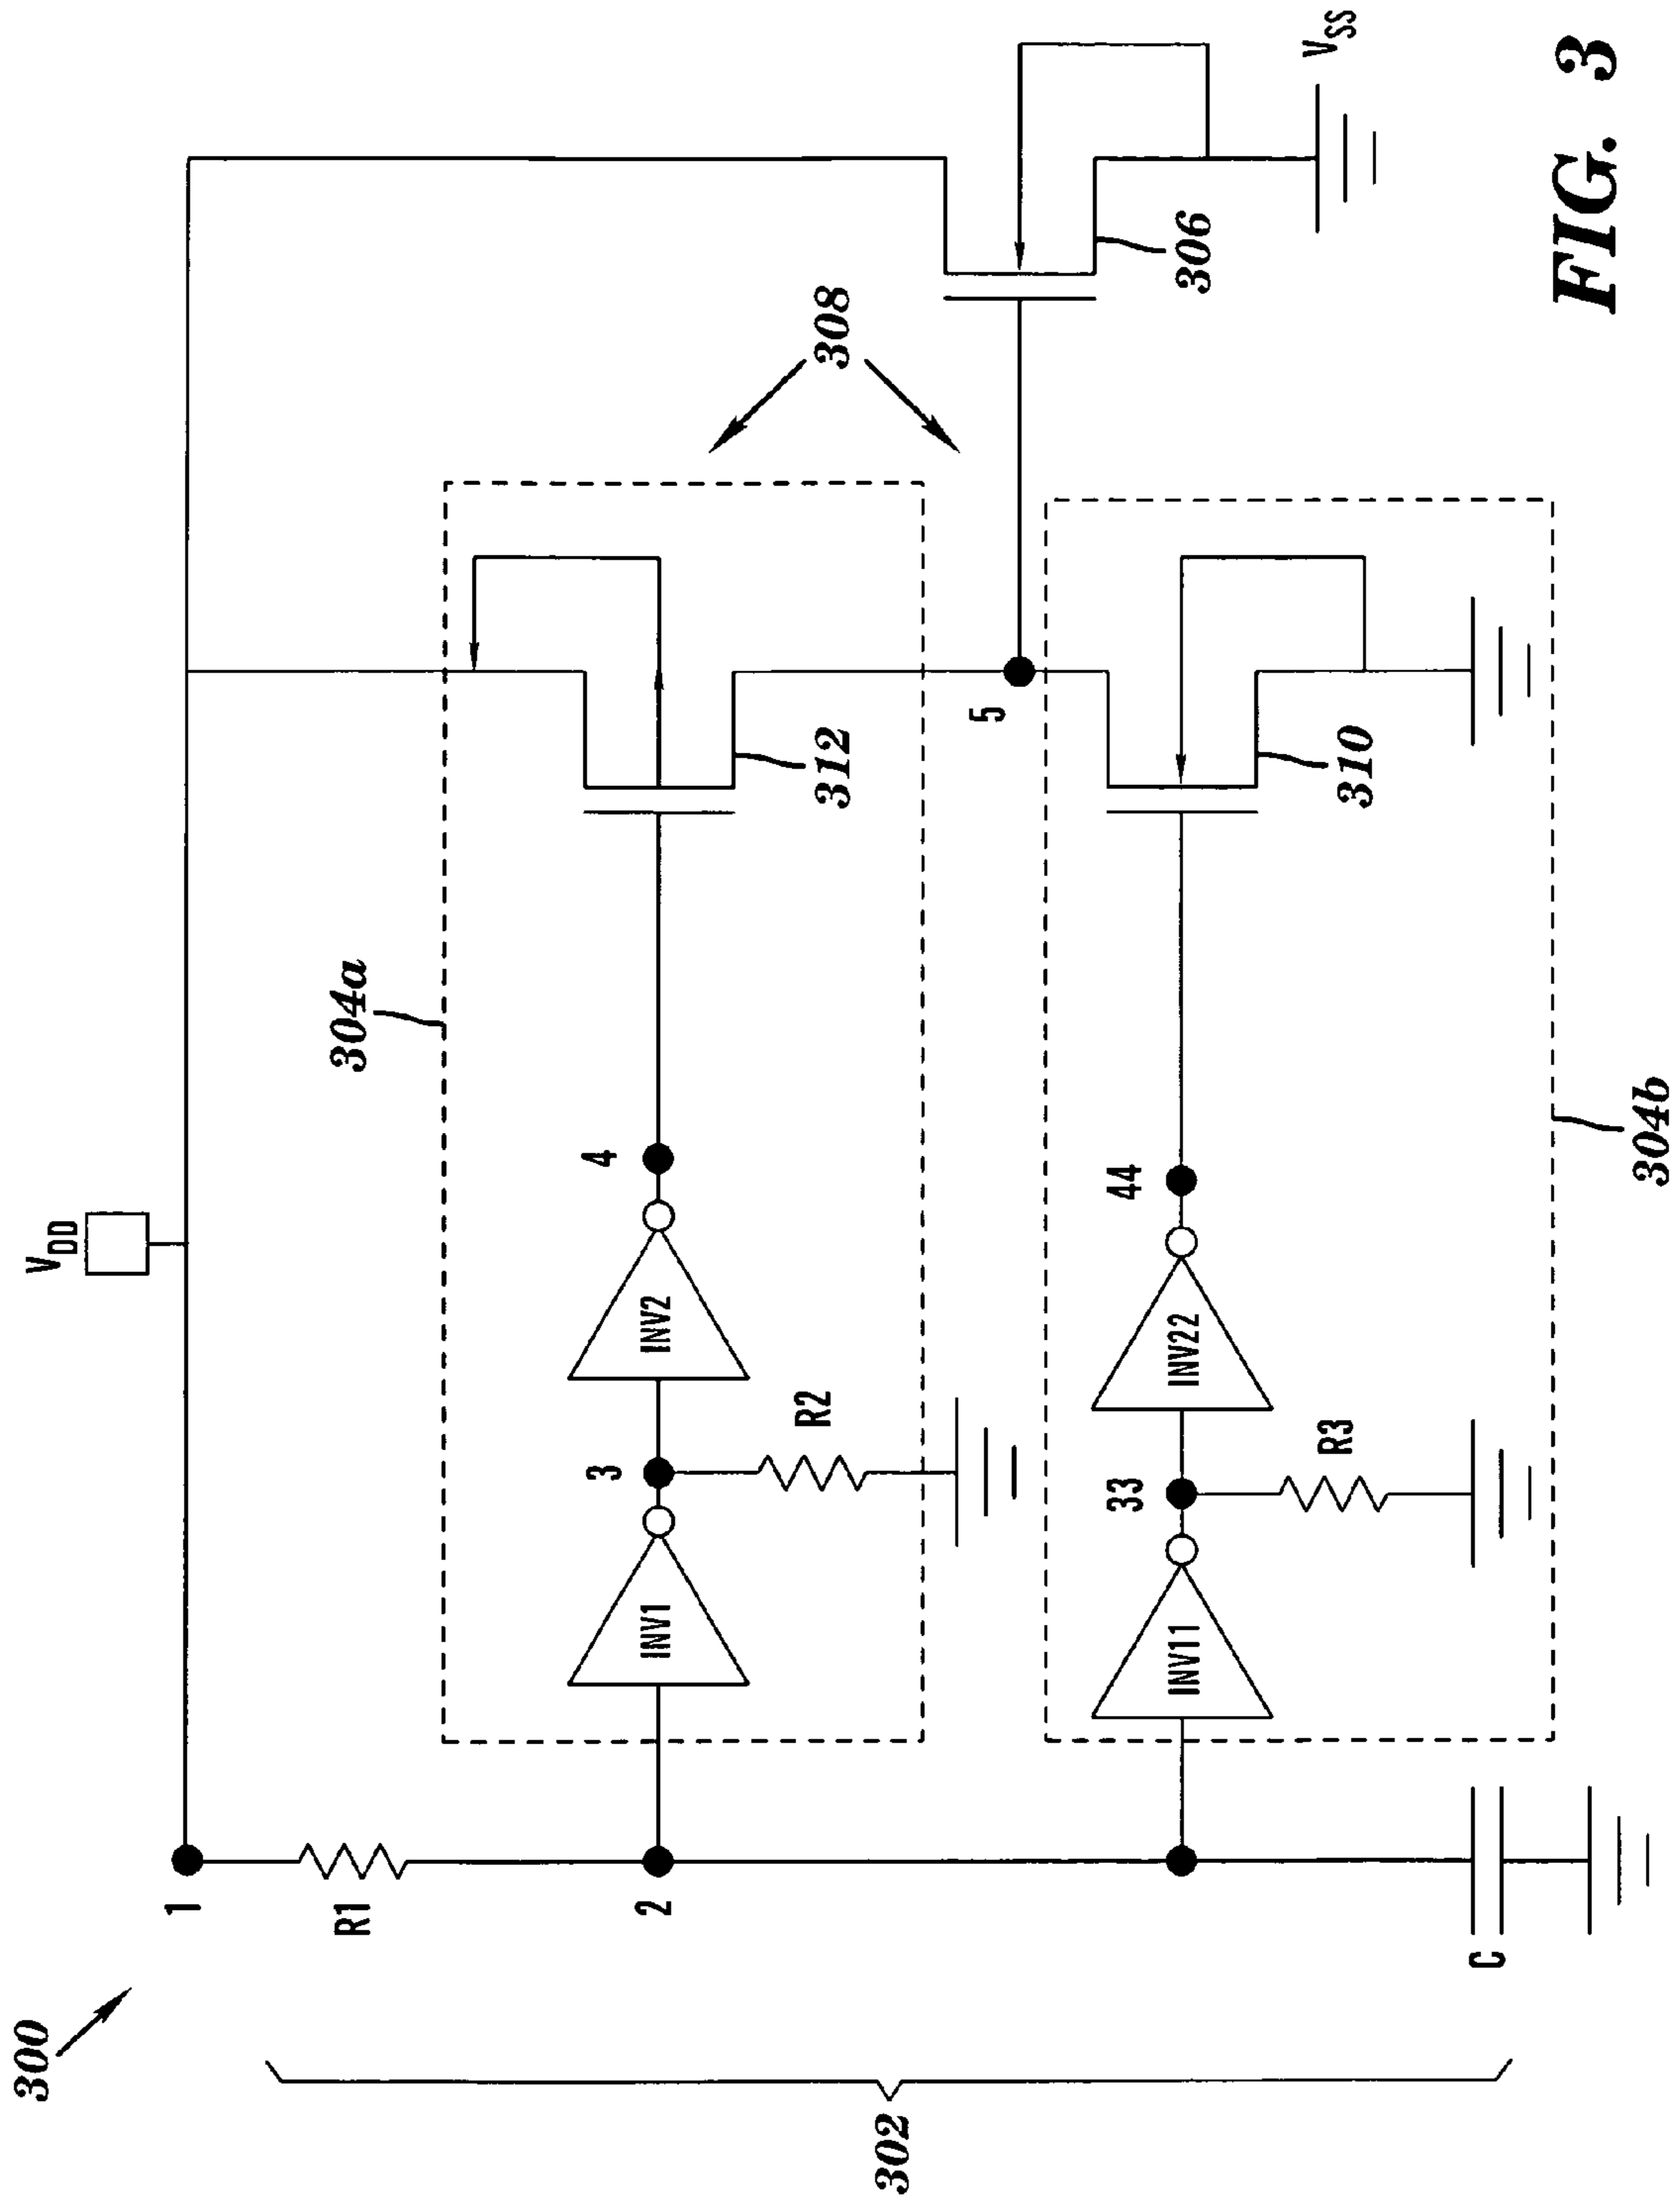 300
V_DD
1
R1
2
302
C
304a
INV1
3
R2
INV2
4
312
308
5
INV11
33
R3
INV22
44
310
304b
306
V_SS
FIG. 3